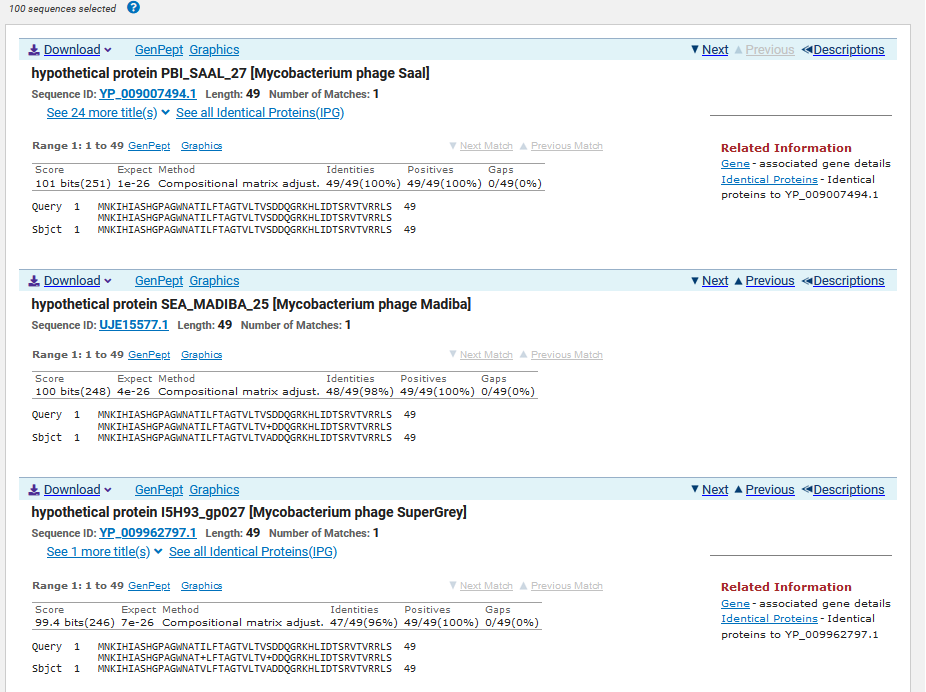 100 sequences selected ?
Download GenPept Graphics ▼ Next ▲ Previous ≪Descriptions
hypothetical protein PBI_SAAL_27 [Mycobacterium phage Saal]
Sequence ID: YP_009007494.1 Length: 49 Number of Matches: 1
See 24 more title(s) See all Identical Proteins(IPG)
Range 1: 1 to 49 GenPept Graphics ▼ Next Match ▲ Previous Match
Score Expect Method Identities Positives Gaps
101 bits(251) 1e-26 Compositional matrix adjust. 49/49(100%) 49/49(100%) 0/49(0%)
Query 1 MNKIHIASHGPAGWNATILFTAGTVLTVSDDQGRKHLIDTSRVTVRRLS 49
MNKIHIASHGPAGWNATILFTAGTVLTVSDDQGRKHLIDTSRVTVRRLS
Sbjct 1 MNKIHIASHGPAGWNATILFTAGTVLTVSDDQGRKHLIDTSRVTVRRLS 49
Related Information
Gene - associated gene details
Identical Proteins - Identical
proteins to YP_009007494.1
Download GenPept Graphics ▼ Next ▲ Previous ≪Descriptions
hypothetical protein SEA_MADIBA_25 [Mycobacterium phage Madiba]
Sequence ID: UJE15577.1 Length: 49 Number of Matches: 1
Range 1: 1 to 49 GenPept Graphics ▼ Next Match ▲ Previous Match
Score Expect Method Identities Positives Gaps
100 bits(248) 4e-26 Compositional matrix adjust. 48/49(98%) 49/49(100%) 0/49(0%)
Query 1 MNKIHIASHGPAGWNATILFTAGTVLTVSDDQGRKHLIDTSRVTVRRLS 49
MNKIHIASHGPAGWNATILFTAGTVLTV+DDQGRKHLIDTSRVTVRRLS
Sbjct 1 MNKIHIASHGPAGWNATILFTAGTVLTVADDQGRKHLIDTSRVTVRRLS 49
Download GenPept Graphics ▼ Next ▲ Previous ≪Descriptions
hypothetical protein I5H93_gp027 [Mycobacterium phage SuperGrey]
Sequence ID: YP_009962797.1 Length: 49 Number of Matches: 1
See 1 more title(s) See all Identical Proteins(IPG)
Range 1: 1 to 49 GenPept Graphics ▼ Next Match ▲ Previous Match
Score Expect Method Identities Positives Gaps
99.4 bits(246) 7e-26 Compositional matrix adjust. 47/49(96%) 49/49(100%) 0/49(0%)
Query 1 MNKIHIASHGPAGWNATILFTAGTVLTVSDDQGRKHLIDTSRVTVRRLS 49
MNKIHIASHGPAGWNAT+LFTAGTVLTV+DDQGRKHLIDTSRVTVRRLS
Sbjct 1 MNKIHIASHGPAGWNATVLFTAGTVLTVADDQGRKHLIDTSRVTVRRLS 49
Related Information
Gene - associated gene details
Identical Proteins - Identical
proteins to YP_009962797.1